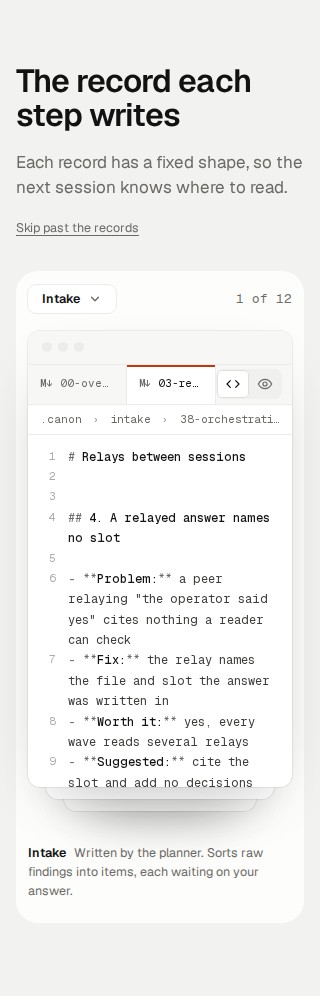 The record each
step writes
Each record has a fixed shape, so the
next session knows where to read.
Skip past the records
Intake
1 of 12
M↓ 00-ove…
M↓ 03-re…
.canon › intake › 38-orchestrati…
1 # Relays between sessions
2
3
4 ## 4. A relayed answer names
no slot
5
6 - **Problem:** a peer
relaying "the operator said
yes" cites nothing a reader
can check
7 - **Fix:** the relay names
the file and slot the answer
was written in
8 - **Worth it:** yes, every
wave reads several relays
9 - **Suggested:** cite the
slot and add no decisions
Intake Written by the planner. Sorts raw
findings into items, each waiting on your
answer.